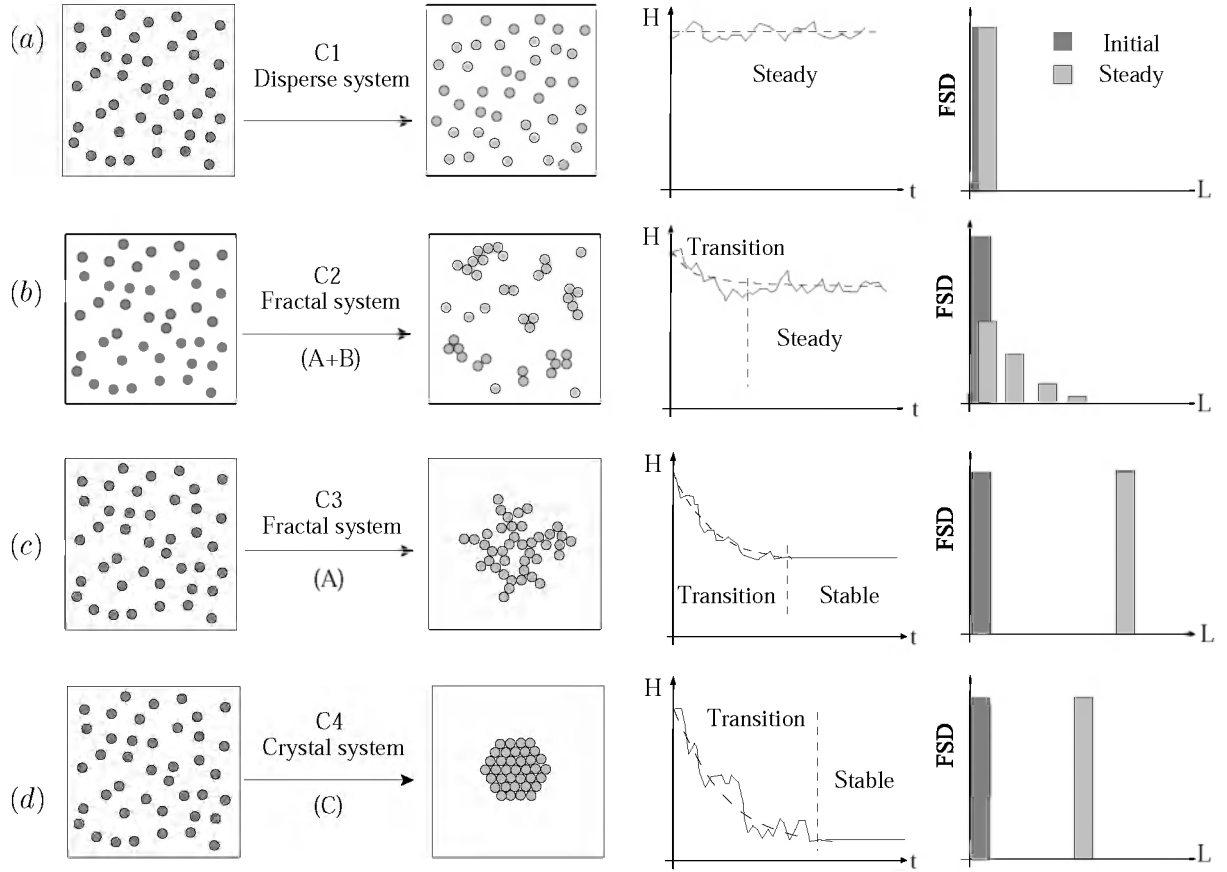 (a)
C1
Disperse system
H
Steady
t
FSD
Initial
Steady
L
(b)
C2
Fractal system
(A+B)
H
Transition
Steady
t
FSD
L
(c)
C3
Fractal system
(A)
H
Transition
Stable
t
FSD
L
(d)
C4
Crystal system
(C)
H
Transition
Stable
t
FSD
L